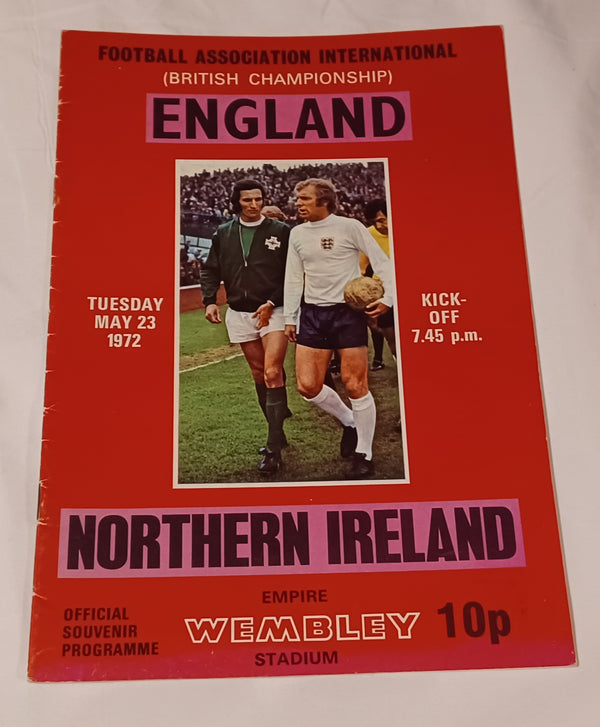 FOOTBALL ASSOCIATION INTERNATIONAL
(BRITISH CHAMPIONSHIP)
ENGLAND
TUESDAY
MAY 23
1972
KICK-
OFF
7.45 p.m.
NORTHERN IRELAND
OFFICIAL
SOUVENIR
PROGRAMME
EMPIRE
WEMBLEY
STADIUM
10p